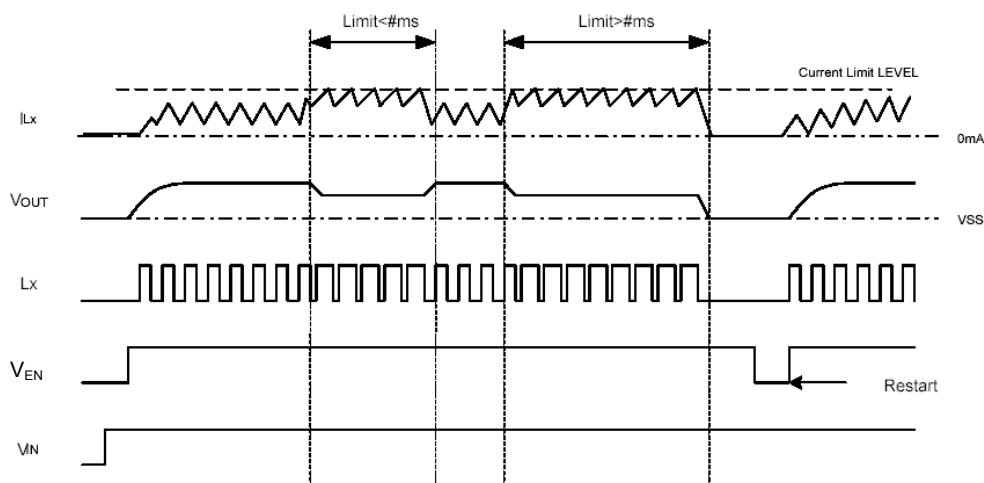 Limit<#ms
Limit>#ms
Current Limit LEVEL
ILx
0mA
VOUT
VSS
Lx
VEN
Restart
VIN